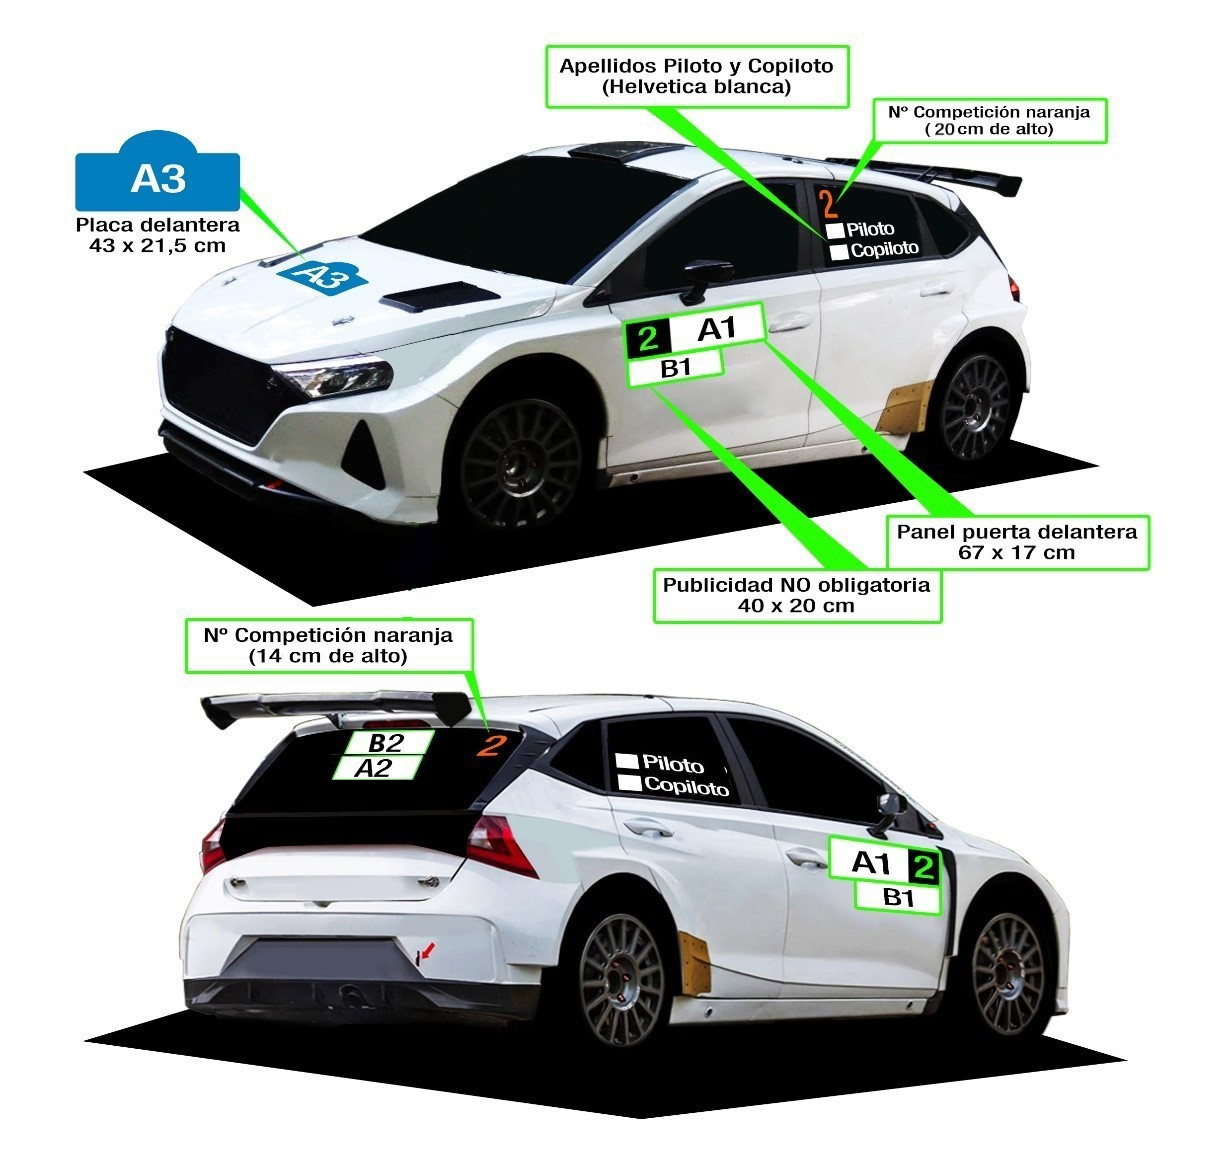 Apellidos Piloto y Copiloto
(Helvetica blanca)
Nº Competición naranja
( 20 cm de alto)
A3
Placa delantera
43 x 21,5 cm
A3
2
Piloto
Copiloto
2 A1
B1
Panel puerta delantera
67 x 17 cm
Publicidad NO obligatoria
40 x 20 cm
Nº Competición naranja
(14 cm de alto)
B2
A2
2
Piloto
Copiloto
A1 2
B1